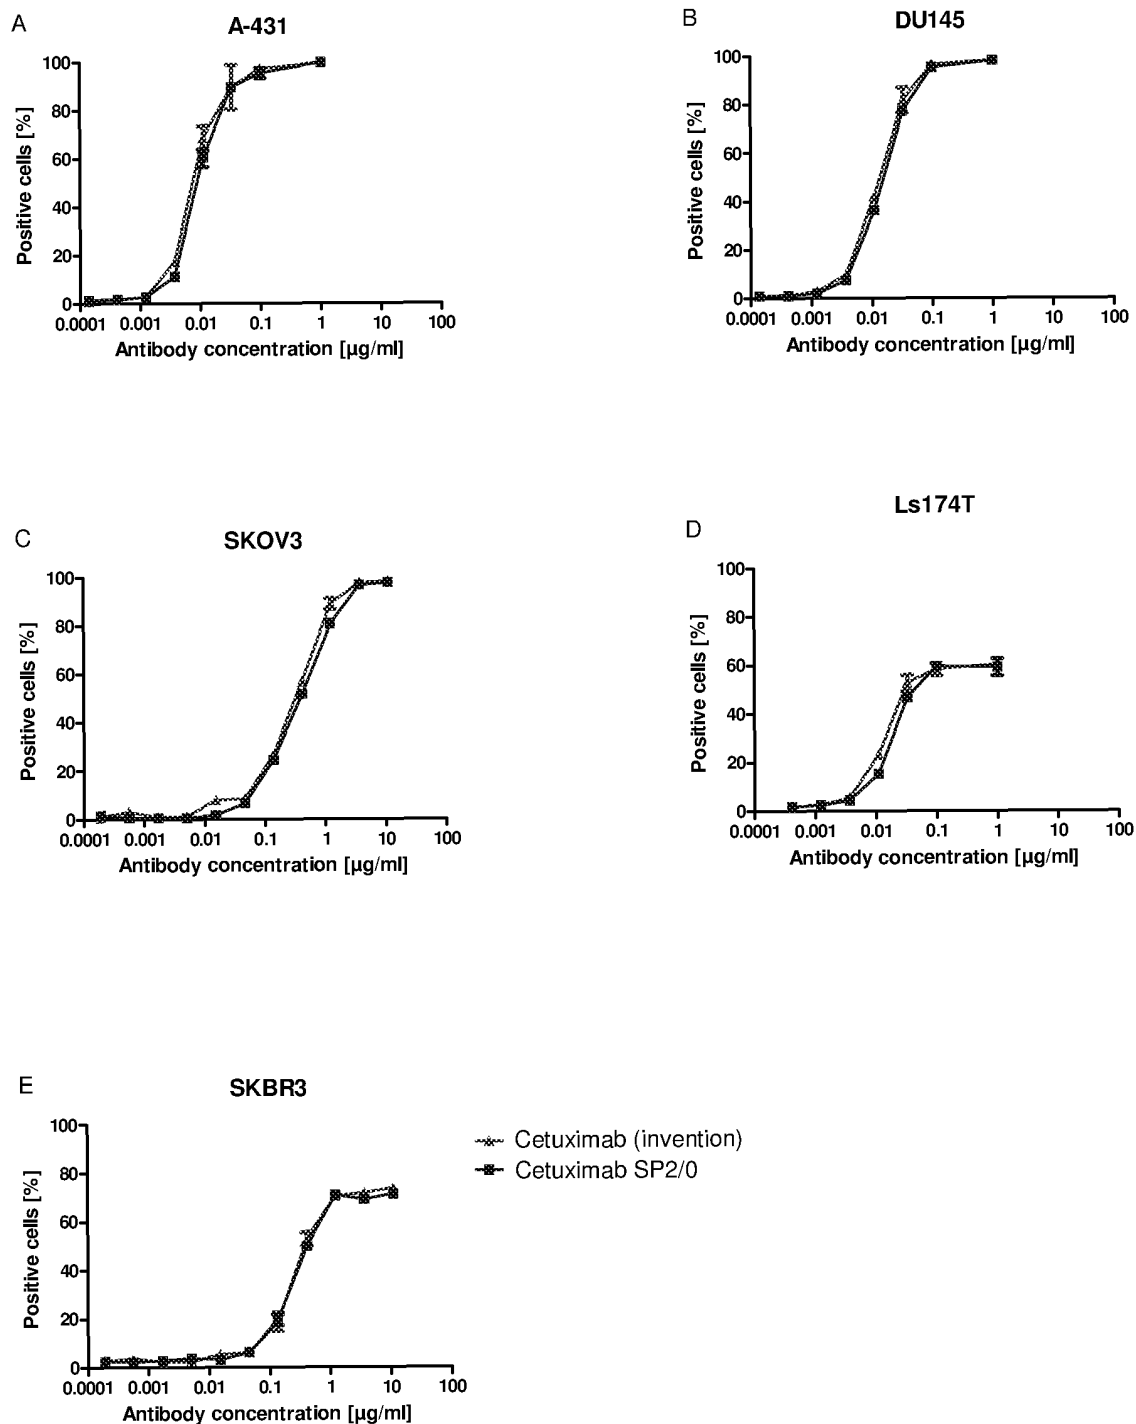 A
A-431
Positive cells [%]
100
80
60
40
20
0
0.0001 0.001 0.01 0.1 1 10 100
Antibody concentration [µg/ml]
B
DU145
Positive cells [%]
100
80
60
40
20
0
0.0001 0.001 0.01 0.1 1 10 100
Antibody concentration [µg/ml]
C
SKOV3
Positive cells [%]
100
80
60
40
20
0
0.0001 0.001 0.01 0.1 1 10 100
Antibody concentration [µg/ml]
D
Ls174T
Positive cells [%]
100
80
60
40
20
0
0.0001 0.001 0.01 0.1 1 10 100
Antibody concentration [µg/ml]
E
SKBR3
Positive cells [%]
100
80
60
40
20
0
0.0001 0.001 0.01 0.1 1 10 100
Antibody concentration [µg/ml]
Cetuximab (invention)
Cetuximab SP2/0